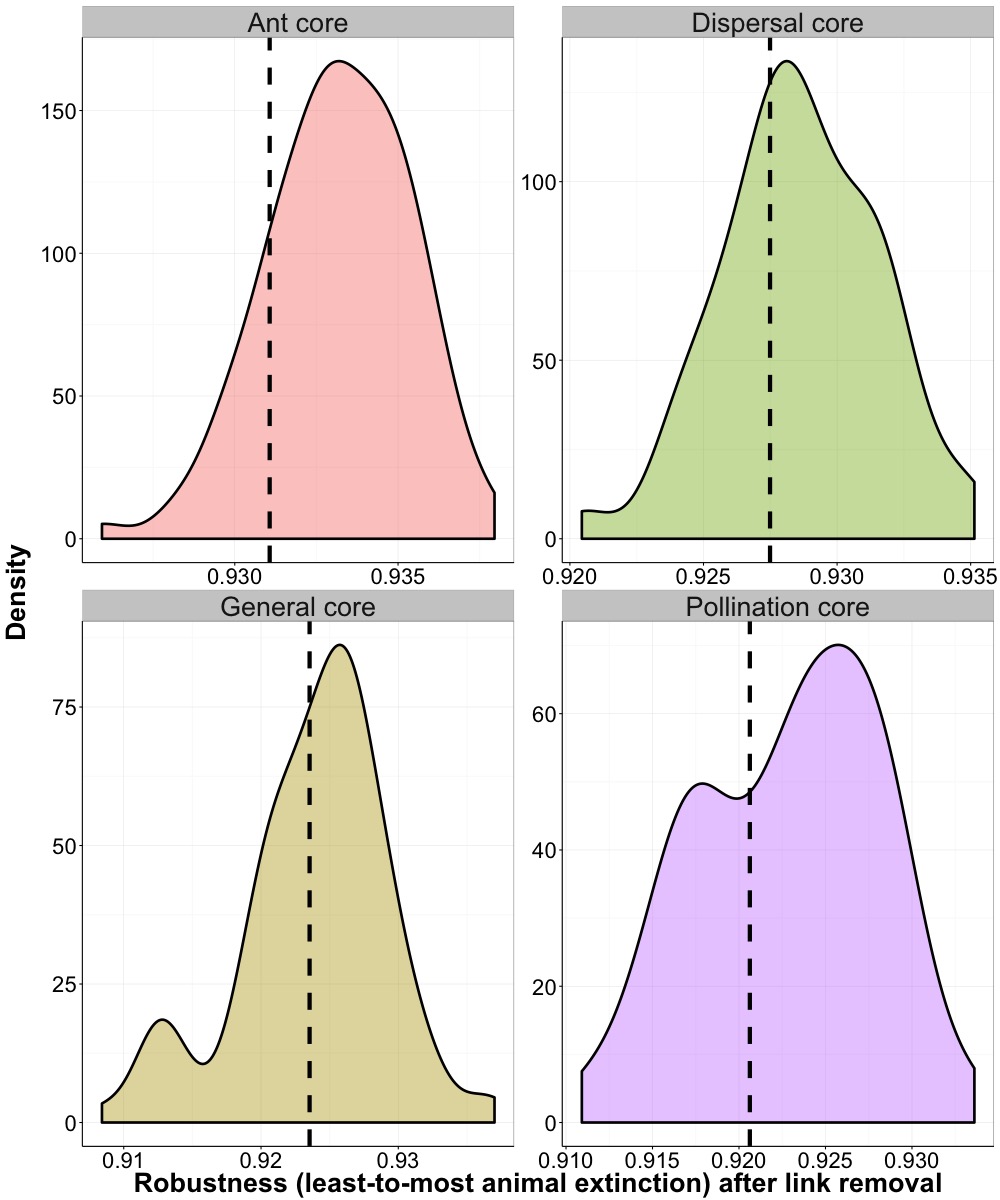 Ant core
Dispersal core
150
100
50
0
100
50
0
0.930 0.935
0.920 0.925 0.930 0.935
Density
General core
Pollination core
75
50
25
0
60
40
20
0
0.91 0.92 0.93
0.910 0.915 0.920 0.925 0.930
Robustness (least-to-most animal extinction) after link removal